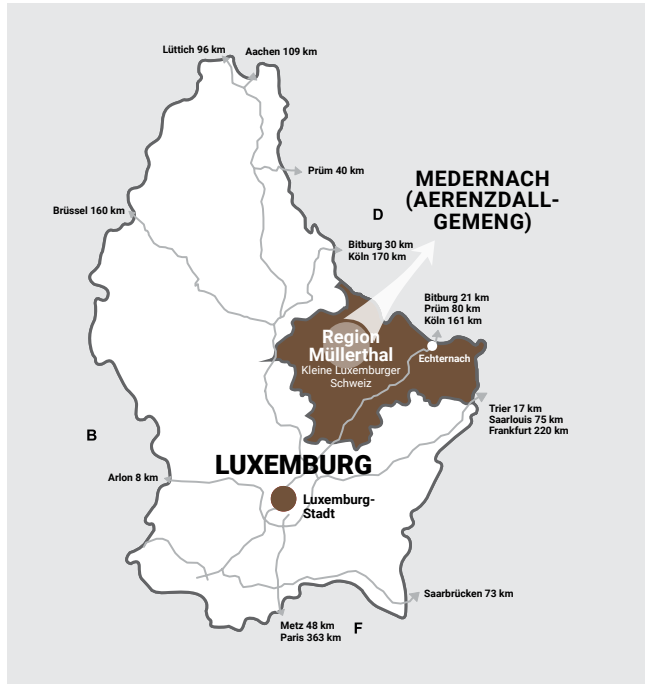 Lüttich 96 km
Aachen 109 km
Prüm 40 km
MEDERNACH
(AERENZDALL-
GEMENG)
Brüssel 160 km
D
Bitburg 30 km
Köln 170 km
Bitburg 21 km
Prüm 80 km
Köln 161 km
Region
Müllerthal
Kleine Luxemburger
Schweiz
Echternach
Trier 17 km
Saarlouis 75 km
Frankfurt 220 km
B
LUXEMBURG
Arlon 8 km
Luxemburg-
Stadt
Saarbrücken 73 km
Metz 48 km
Paris 363 km
F